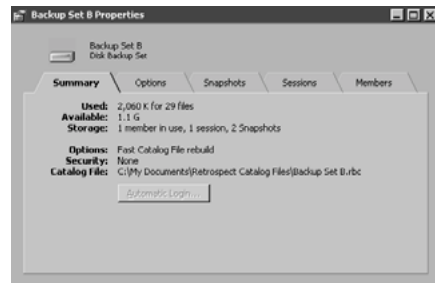 Backup Set B Properties
Backup Set B
Disk Backup Set
Summary Options Snapshots Sessions Members
Used: 2,060 K for 29 files
Available: 1.1 G
Storage: 1 member in use, 1 session, 2 Snapshots
Options: Fast Catalog File rebuild
Security: None
Catalog File: C:\My Documents\Retrospect Catalog Files\Backup Set B.rbc
Automatic Login...